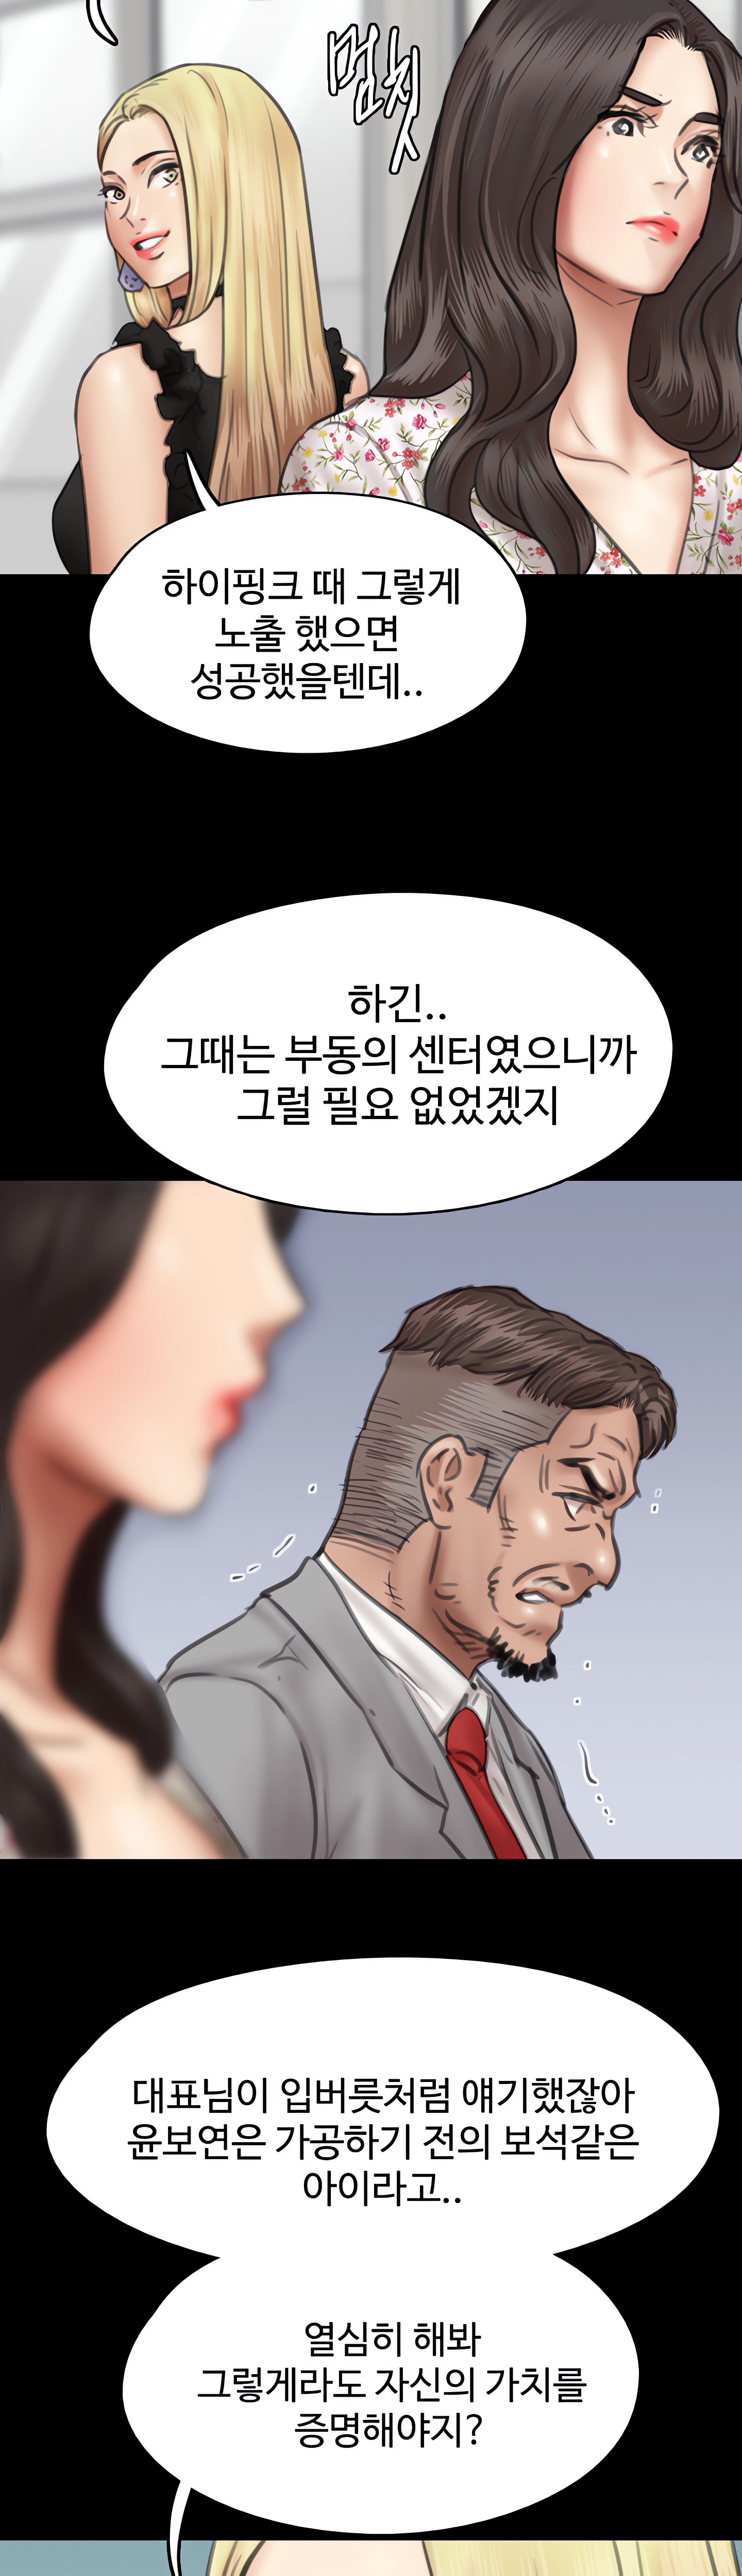 멈칫
하이핑크 때 그렇게
노출 했으면
성공했을텐데..
하긴..
그때는 부동의 센터였으니까
그럴 필요 없었겠지
대표님이 입버릇처럼 얘기했잖아
윤보연은 가공하기 전의 보석같은
아이라고..
열심히 해봐
그렇게라도 자신의 가치를
증명해야지?